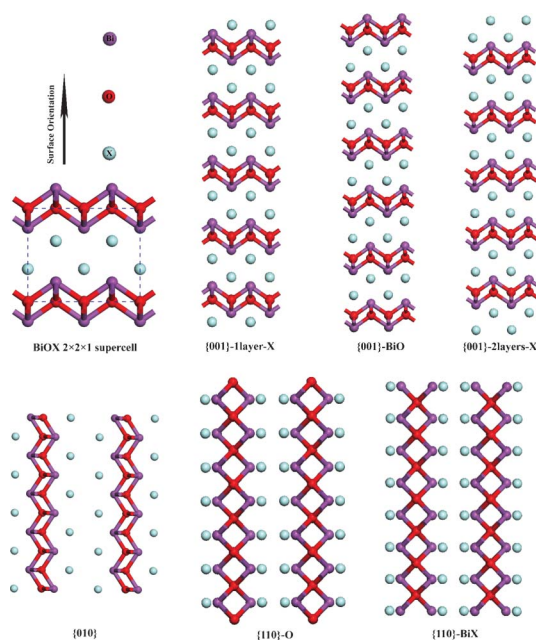 Bi
O
X
Surface Orientation
BiOX 2×2×1 supercell
{001}-1layer-X
{001}-BiO
{001}-2layers-X
{010}
{110}-O
{110}-BiX